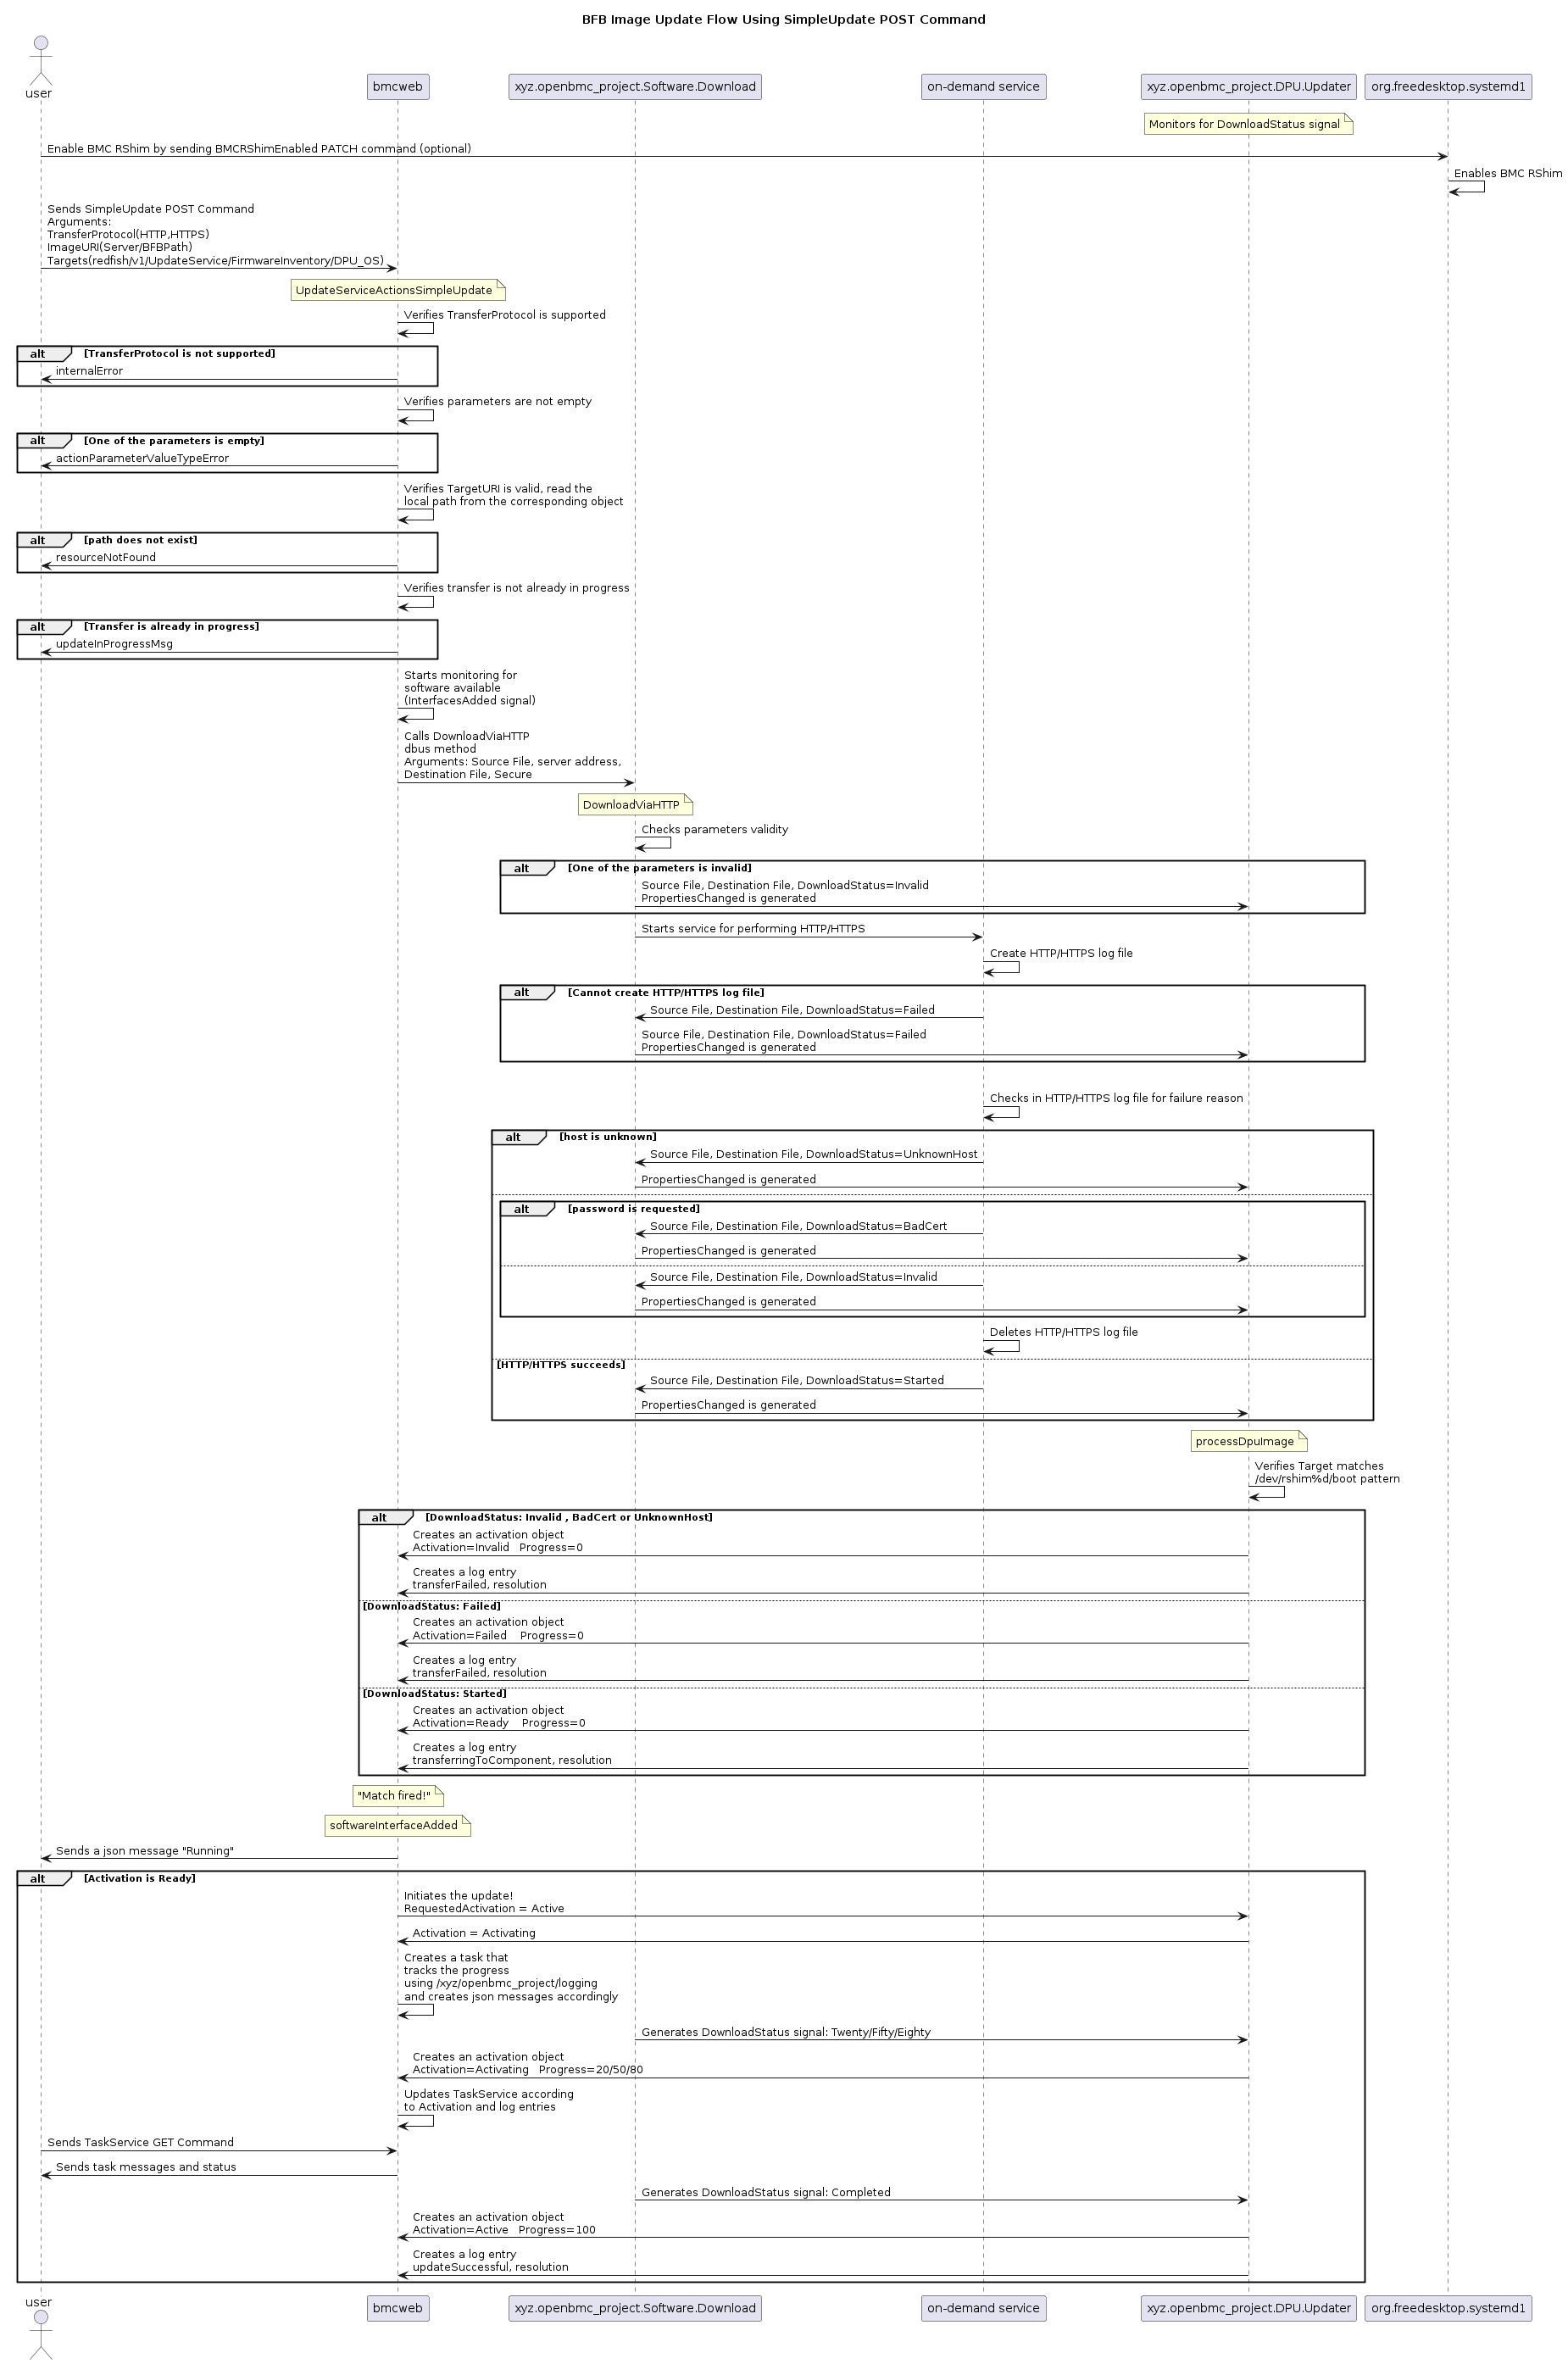 BFB Image Update Flow Using SimpleUpdate POST Command
user
bmcweb
xyz.openbmc_project.Software.Download
on-demand service
xyz.openbmc_project.DPU.Updater
org.freedesktop.systemd1
Monitors for DownloadStatus signal
Enable BMC RShim by sending BMCRShimEnabled PATCH command (optional)
Enables BMC RShim
Sends SimpleUpdate POST Command
Arguments:
TransferProtocol(HTTP,HTTPS)
ImageURI(Server/BFBPath)
Targets(redfish/v1/UpdateService/FirmwareInventory/DPU_OS)
UpdateServiceActionsSimpleUpdate
Verifies TransferProtocol is supported
alt [TransferProtocol is not supported]
internalError
Verifies parameters are not empty
alt [One of the parameters is empty]
actionParameterValueTypeError
Verifies TargetURI is valid, read the
local path from the corresponding object
alt [path does not exist]
resourceNotFound
Verifies transfer is not already in progress
alt [Transfer is already in progress]
updateInProgressMsg
Starts monitoring for
software available
(InterfacesAdded signal)
Calls DownloadViaHTTP
dbus method
Arguments: Source File, server address,
Destination File, Secure
DownloadViaHTTP
Checks parameters validity
alt [One of the parameters is invalid]
Source File, Destination File, DownloadStatus=Invalid
PropertiesChanged is generated
Starts service for performing HTTP/HTTPS
Create HTTP/HTTPS log file
alt [Cannot create HTTP/HTTPS log file]
Source File, Destination File, DownloadStatus=Failed
Source File, Destination File, DownloadStatus=Failed
PropertiesChanged is generated
Checks in HTTP/HTTPS log file for failure reason
alt [host is unknown]
Source File, Destination File, DownloadStatus=UnknownHost
PropertiesChanged is generated
alt [password is requested]
Source File, Destination File, DownloadStatus=BadCert
PropertiesChanged is generated
Source File, Destination File, DownloadStatus=Invalid
PropertiesChanged is generated
Deletes HTTP/HTTPS log file
[HTTP/HTTPS succeeds]
Source File, Destination File, DownloadStatus=Started
PropertiesChanged is generated
processDpuImage
Verifies Target matches
/dev/rshim%d/boot pattern
alt [DownloadStatus: Invalid , BadCert or UnknownHost]
Creates an activation object
Activation=Invalid   Progress=0
Creates a log entry
transferFailed, resolution
[DownloadStatus: Failed]
Creates an activation object
Activation=Failed    Progress=0
Creates a log entry
transferFailed, resolution
[DownloadStatus: Started]
Creates an activation object
Activation=Ready    Progress=0
Creates a log entry
transferringToComponent, resolution
"Match fired!"
softwareInterfaceAdded
Sends a json message "Running"
alt [Activation is Ready]
Initiates the update!
RequestedActivation = Active
Activation = Activating
Creates a task that
tracks the progress
using /xyz/openbmc_project/logging
and creates json messages accordingly
Generates DownloadStatus signal: Twenty/Fifty/Eighty
Creates an activation object
Activation=Activating   Progress=20/50/80
Updates TaskService according
to Activation and log entries
Sends TaskService GET Command
Sends task messages and status
Generates DownloadStatus signal: Completed
Creates an activation object
Activation=Active   Progress=100
Creates a log entry
updateSuccessful, resolution
user
bmcweb
xyz.openbmc_project.Software.Download
on-demand service
xyz.openbmc_project.DPU.Updater
org.freedesktop.systemd1